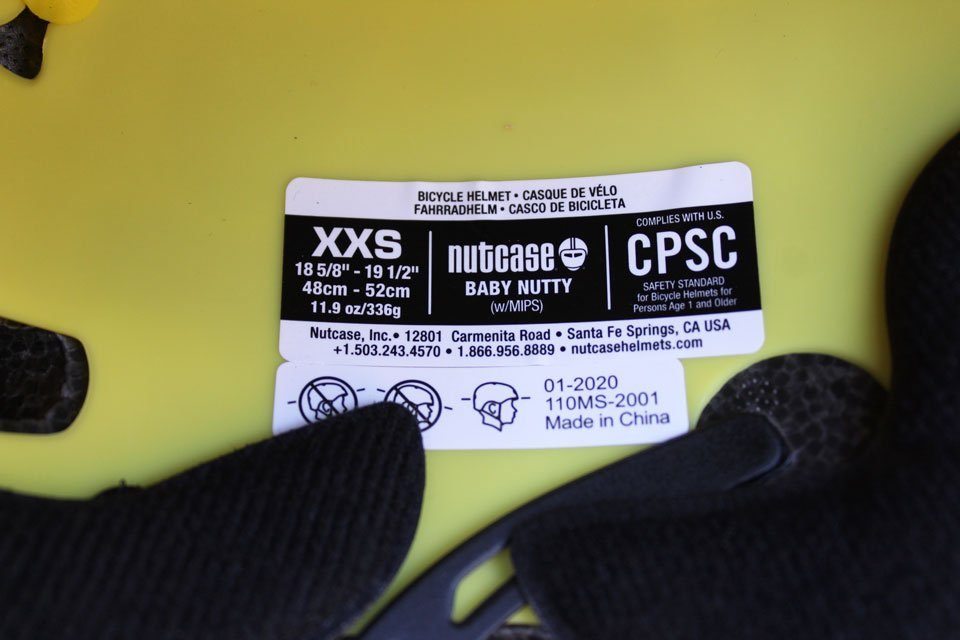 BICYCLE HELMET • CASQUE DE VÉLO
FAHRRADHELM • CASCO DE BICICLETA
XXS
18 5/8" - 19 1/2"
48cm - 52cm
11.9 oz/336g
nutcase
BABY NUTTY
(w/MIPS)
COMPLIES WITH U.S.
CPSC
SAFETY STANDARD
for Bicycle Helmets for
Persons Age 1 and Older
Nutcase, Inc. • 12801 Carmenita Road • Santa Fe Springs, CA USA
+1.503.243.4570 • 1.866.956.8889 • nutcasehelmets.com
01-2020
110MS-2001
Made in China